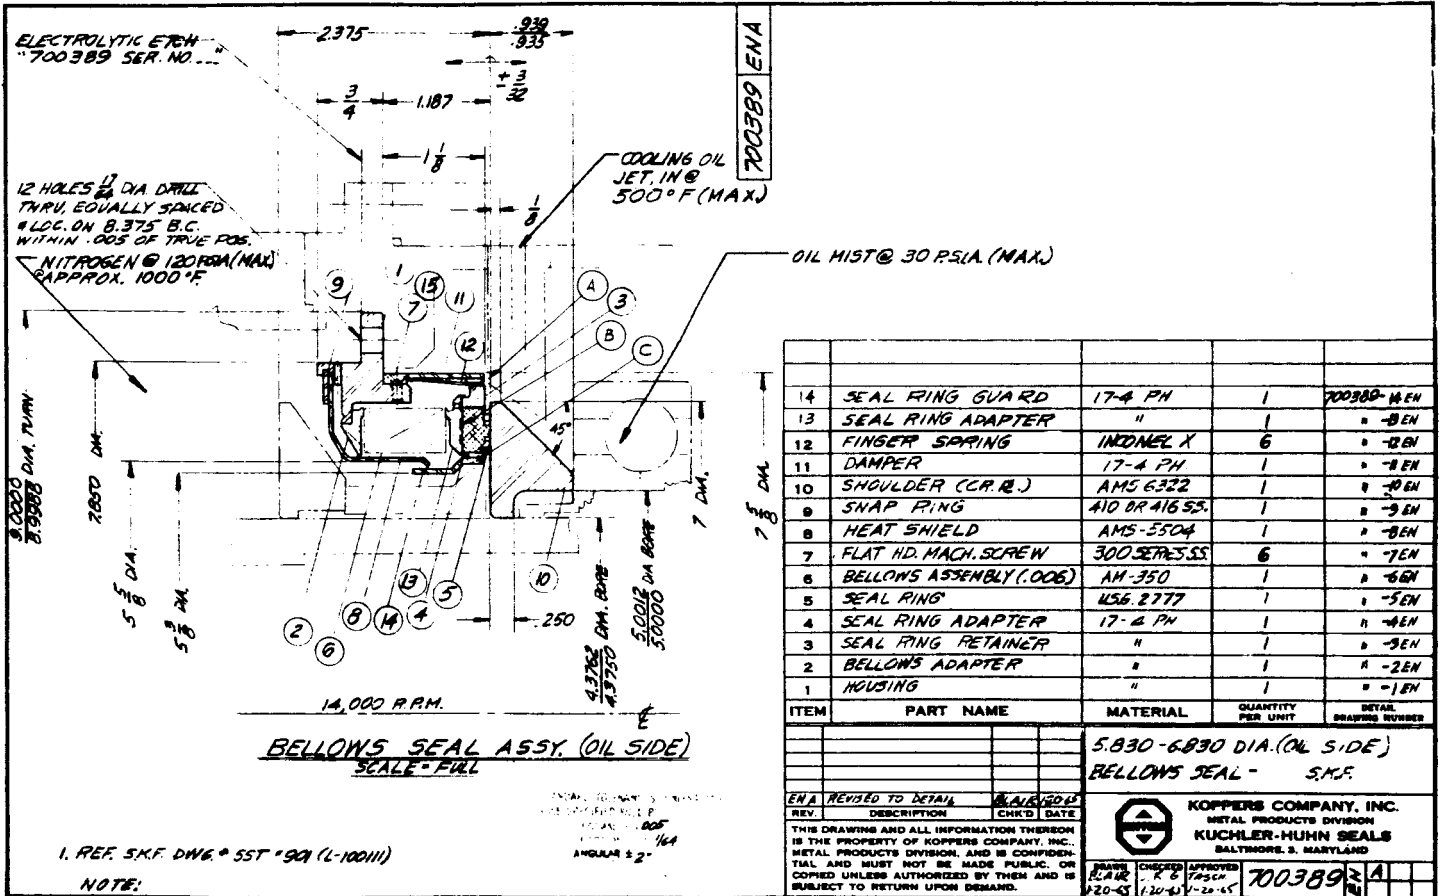 ELECTROLYTIC ETCH
"700389 SER. NO. ___"
2.375
.939
.935
± 3/32
3/4
1.187
1 1/8
700389 ENA
12 HOLES 17/64 DIA. DRILL
THRU, EQUALLY SPACED
& LOC. ON 8.375 B.C.
WITHIN .005 OF TRUE POS.
NITROGEN @ 120 PSIA (MAX)
@ APPROX. 1000°F.
COOLING OIL
JET, IN @
500°F (MAX.)
1/8
OIL MIST @ 30 P.S.I.A. (MAX.)
9 1 7 15 11 12 A 3 B C
9.0000
8.9988 DIA. TURN
7.850 DIA.
5 5/8 DIA.
5 3/8 DIA.
45°
7 DIA.
7 5/8 DIA.
2 6 8 14 13 4 5 10
.250
4.3762
4.3750 DIA. BORE
5.0012
5.0000 DIA BORE
14,000 R.P.M.
BELLOWS SEAL ASSY. (OIL SIDE)
SCALE = FULL
.005
1/64
ANGULAR ± 2°
1. REF. S.K.F. DWG. # SST #901 (L-100111)
NOTE:
14 SEAL RING GUARD 17-4 PH 1 700389-14EN
13 SEAL RING ADAPTER " 1 " -13EN
12 FINGER SPRING INCONEL X 6 " -12EN
11 DAMPER 17-4 PH 1 " -11EN
10 SHOULDER (C.R.R.) AMS 6322 1 " -10EN
9 SNAP RING 410 OR 416 SS. 1 " -9EN
8 HEAT SHIELD AMS-5504 1 " -8EN
7 FLAT HD. MACH. SCREW 300 SERIES SS. 6 " -7EN
6 BELLOWS ASSEMBLY (.006) AM-350 1 " -6EN
5 SEAL RING USG. 2777 1 " -5EN
4 SEAL RING ADAPTER 17-4 PH 1 " -4EN
3 SEAL RING RETAINER " 1 " -3EN
2 BELLOWS ADAPTER " 1 " -2EN
1 HOUSING " 1 " -1EN
ITEM PART NAME MATERIAL QUANTITY PER UNIT DETAIL DRAWING NUMBER
5.830-6.830 DIA. (OIL SIDE)
BELLOWS SEAL - S.K.F.
ENA REVISED TO DETAIL BLAIR
REV. DESCRIPTION CHK'D DATE
THIS DRAWING AND ALL INFORMATION THEREON
IS THE PROPERTY OF KOPPERS COMPANY, INC.,
METAL PRODUCTS DIVISION, AND IS CONFIDEN-
TIAL AND MUST NOT BE MADE PUBLIC, OR
COPIED UNLESS AUTHORIZED BY THEM AND IS
SUBJECT TO RETURN UPON DEMAND.
KOPPERS COMPANY, INC.
METAL PRODUCTS DIVISION
KUCHLER-HUHN SEALS
BALTIMORE, 3, MARYLAND
DRAWN CHECKED APPROVED
BLAIR
1-20-65 1-20-65 1-20-65
700389 EN A